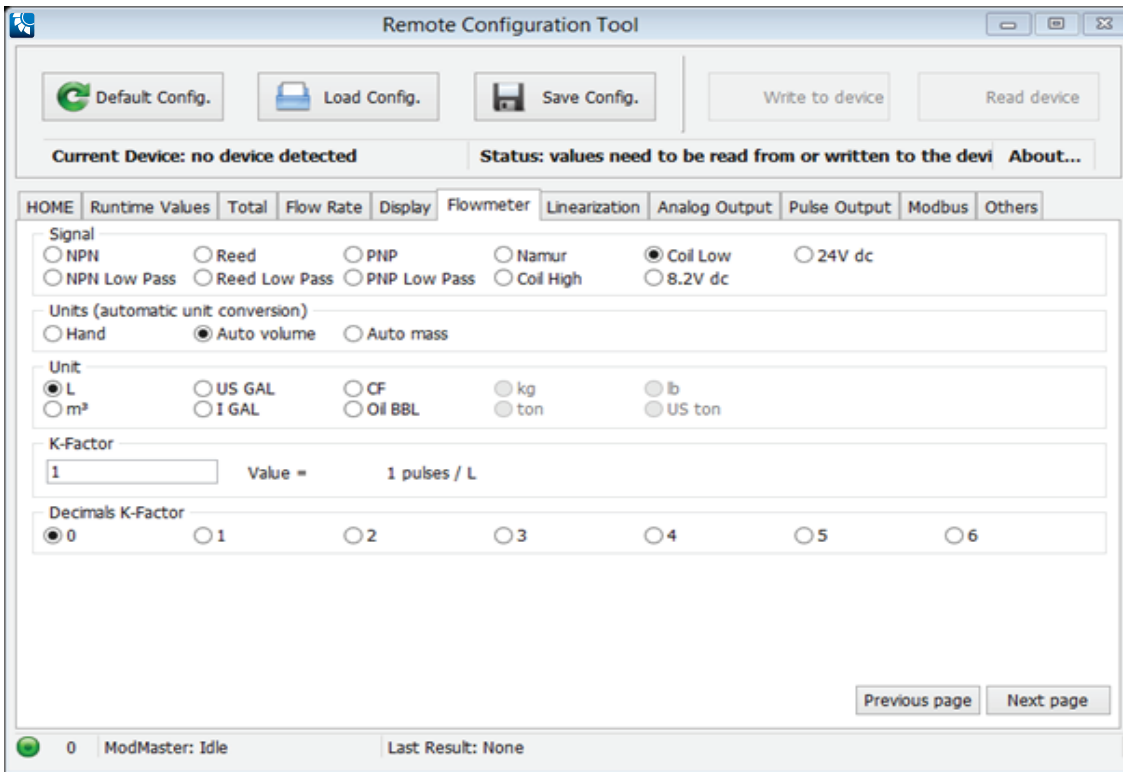 Remote Configuration Tool
Default Config. Load Config. Save Config. Write to device Read device
Current Device: no device detected Status: values need to be read from or written to the devi About...
HOME Runtime Values Total Flow Rate Display Flowmeter Linearization Analog Output Pulse Output Modbus Others
Signal
NPN Reed PNP Namur Coil Low 24V dc
NPN Low Pass Reed Low Pass PNP Low Pass Coil High 8.2V dc
Units (automatic unit conversion)
Hand Auto volume Auto mass
Unit
L US GAL CF kg lb
m³ I GAL Oil BBL ton US ton
K-Factor
1 Value = 1 pulses / L
Decimals K-Factor
0 1 2 3 4 5 6
Previous page Next page
0 ModMaster: Idle Last Result: None